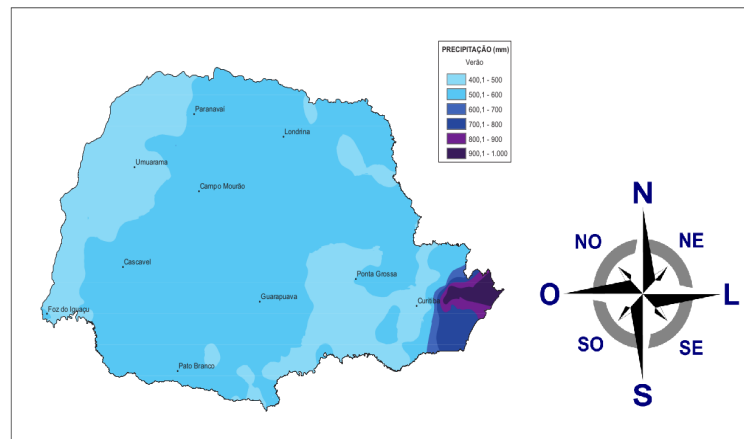 PRECIPITAÇÃO (mm)
Verão
400,1 - 500
500,1 - 600
600,1 - 700
700,1 - 800
800,1 - 900
900,1 - 1.000
Paranavaí
Londrina
Umuarama
Campo Mourão
Cascavel
Ponta Grossa
Guarapuava
Curitiba
Foz do Iguaçu
Pato Branco
N
NO
NE
O
L
SO
SE
S